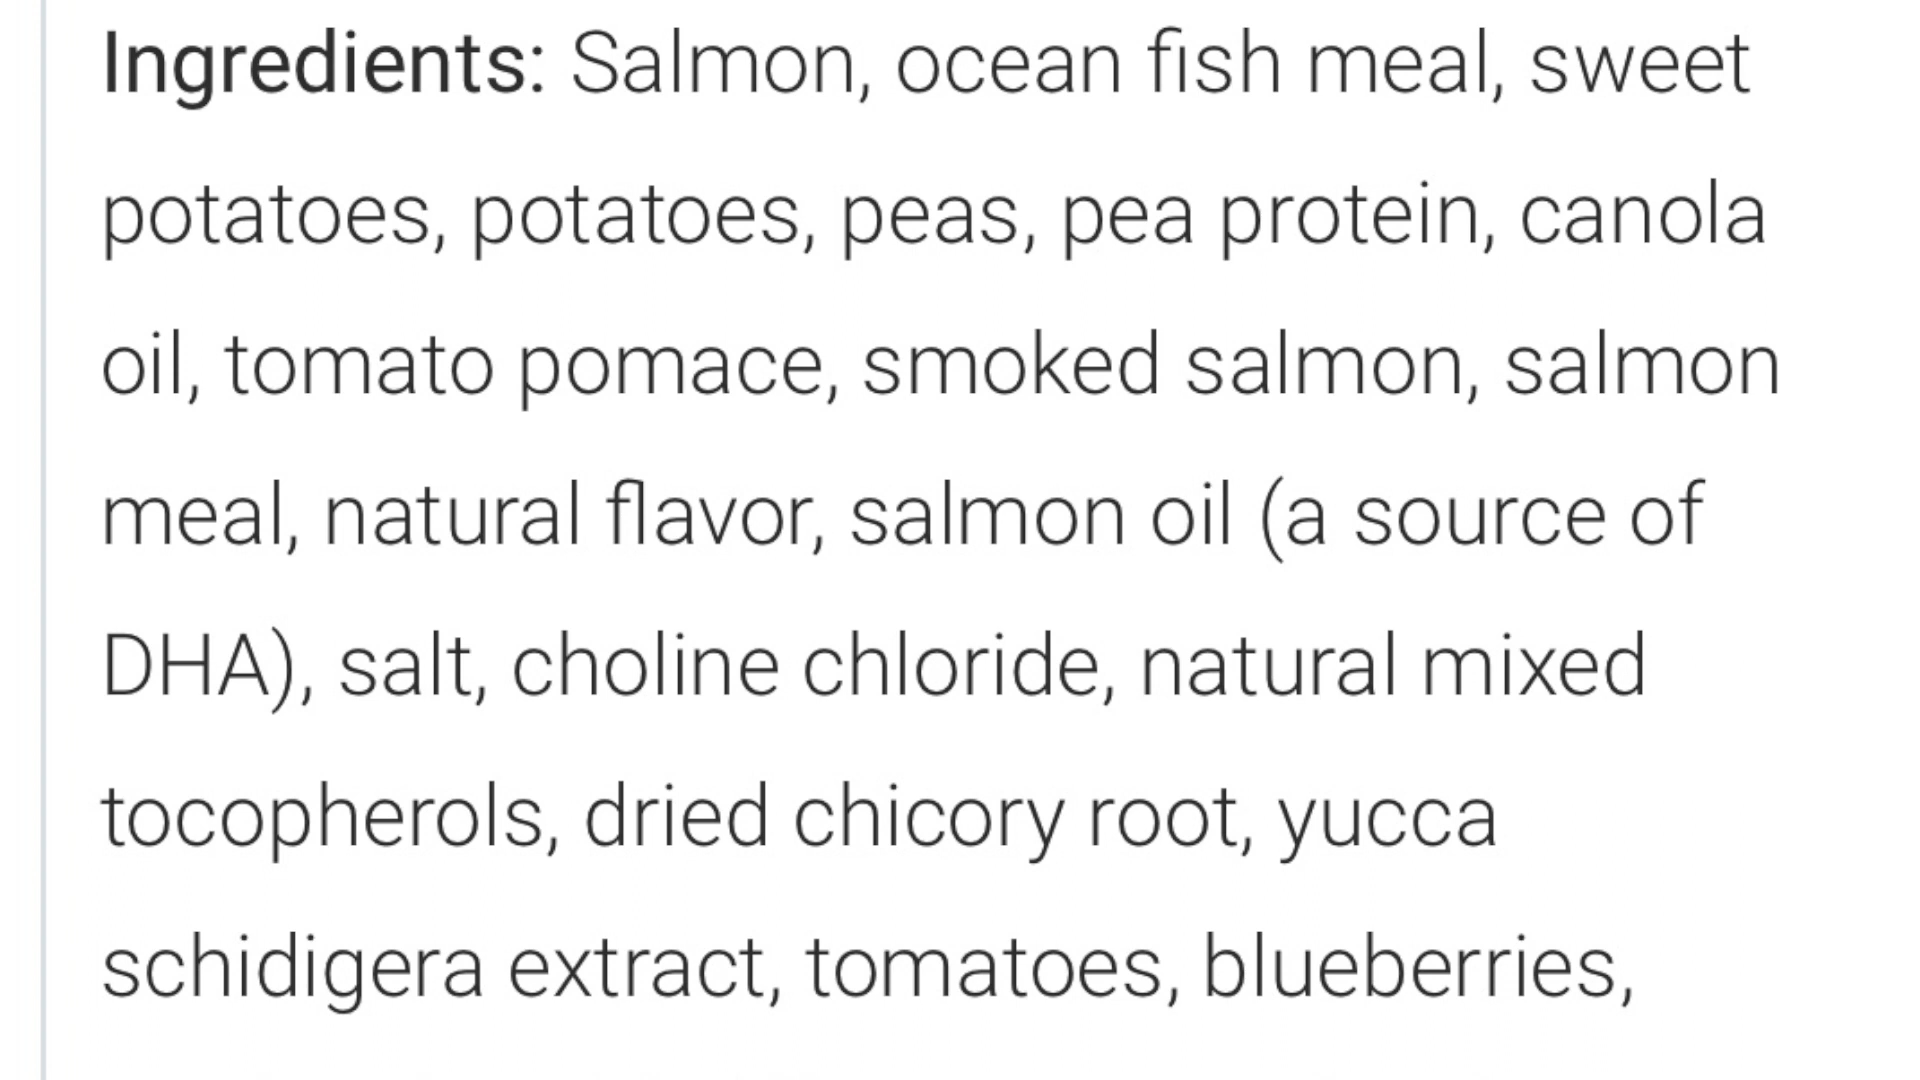 Ingredients: Salmon, ocean fish meal, sweet
potatoes, potatoes, peas, pea protein, canola
oil, tomato pomace, smoked salmon, salmon
meal, natural flavor, salmon oil (a source of
DHA), salt, choline chloride, natural mixed
tocopherols, dried chicory root, yucca
schidigera extract, tomatoes, blueberries,